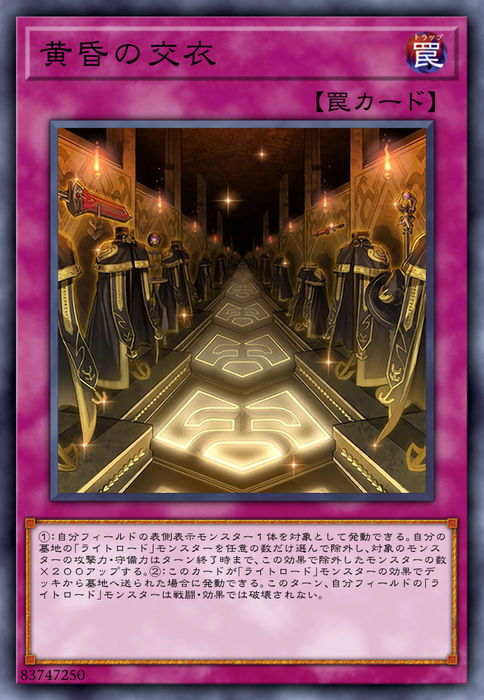 黄昏の交衣
トラップ
罠
【罠カード】
①：自分フィールドの表側表示モンスター１体を対象として発動できる。自分の
墓地の「ライトロード」モンスターを任意の数だけ選んで除外し、対象のモンス
ターの攻撃力・守備力はターン終了時まで、この効果で除外したモンスターの数
×２００アップする。②：このカードが「ライトロード」モンスターの効果でデ
ッキから墓地へ送られた場合に発動できる。このターン、自分フィールドの「ラ
イトロード」モンスターは戦闘・効果では破壊されない。
83747250